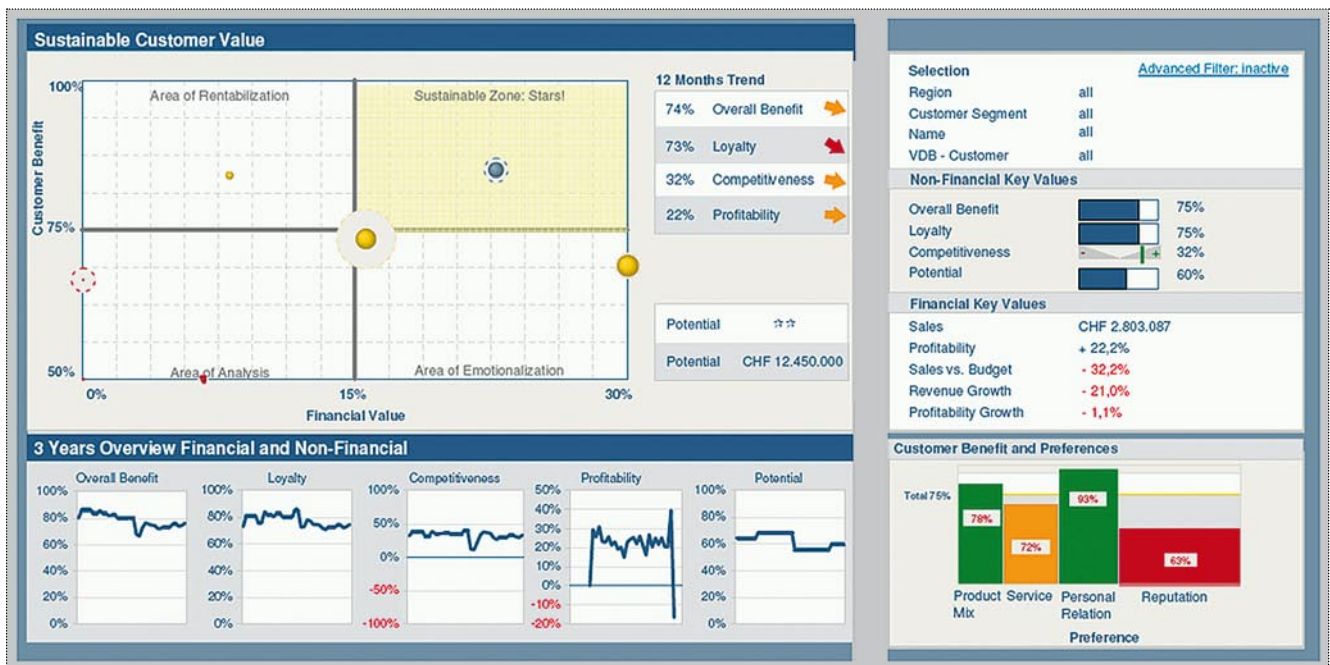 Sustainable Customer Value
100%
Area of Rentabilization
Sustainable Zone: Stars!
Customer Benefit
75%
50%
Area of Analysis
Area of Emotionalization
0%
15%
30%
Financial Value
12 Months Trend
74% Overall Benefit
73% Loyalty
32% Competitiveness
22% Profitability
Potential ☆☆
Potential CHF 12.450.000
Selection Advanced Filter: inactive
Region all
Customer Segment all
Name all
VDB - Customer all
Non-Financial Key Values
Overall Benefit 75%
Loyalty 75%
Competitiveness - + 32%
Potential 60%
Financial Key Values
Sales CHF 2.803.087
Profitability + 22,2%
Sales vs. Budget - 32,2%
Revenue Growth - 21,0%
Profitability Growth - 1,1%
3 Years Overview Financial and Non-Financial
Overall Benefit
100%
80%
60%
40%
20%
0%
Loyalty
100%
80%
60%
40%
20%
0%
Competitiveness
100%
50%
0%
-50%
-100%
Profitability
50%
40%
30%
20%
10%
0%
-10%
-20%
Potential
100%
80%
60%
40%
20%
0%
Customer Benefit and Preferences
Total 75%
78%
72%
93%
63%
Product Mix
Service
Personal Relation
Reputation
Preference